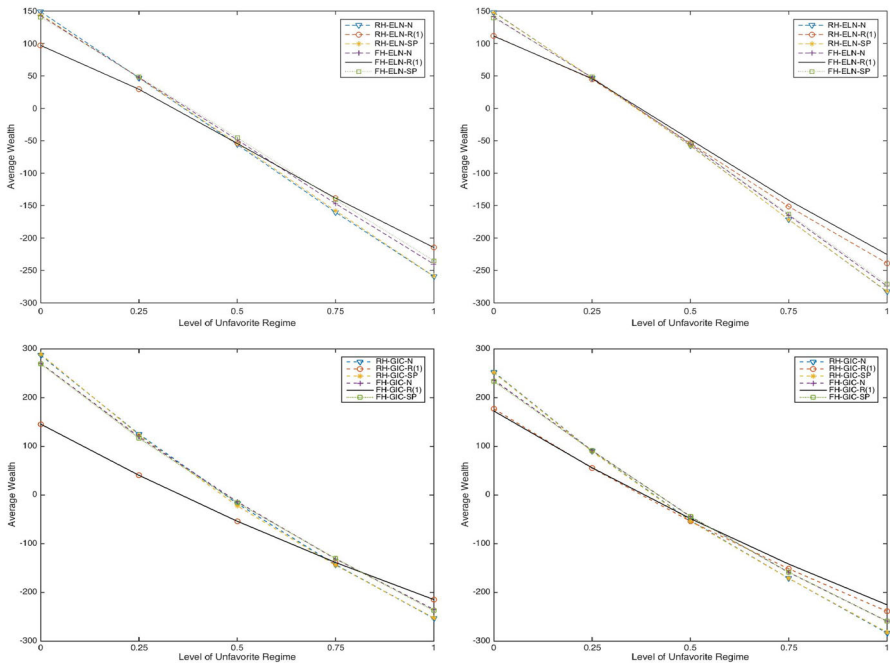 150
100
50
0
-50
-100
-150
-200
-250
-300
0
0.25
0.5
0.75
1
Average Wealth
Level of Unfavorite Regime
RH-ELN-N
RH-ELN-R(1)
RH-ELN-SP
FH-ELN-N
FH-ELN-R(1)
FH-ELN-SP
150
100
50
0
-50
-100
-150
-200
-250
-300
0
0.25
0.5
0.75
1
Average Wealth
Level of Unfavorite Regime
RH-ELN-N
RH-ELN-R(1)
RH-ELN-SP
FH-ELN-N
FH-ELN-R(1)
FH-ELN-SP
300
200
100
0
-100
-200
-300
0
0.25
0.5
0.75
1
Average Wealth
Level of Unfavorite Regime
RH-GIC-N
RH-GIC-R(1)
RH-GIC-SP
FH-GIC-N
FH-GIC-R(1)
FH-GIC-SP
300
200
100
0
-100
-200
-300
0
0.25
0.5
0.75
1
Average Wealth
Level of Unfavorite Regime
RH-GIC-N
RH-GIC-R(1)
RH-GIC-SP
FH-GIC-N
FH-GIC-R(1)
FH-GIC-SP